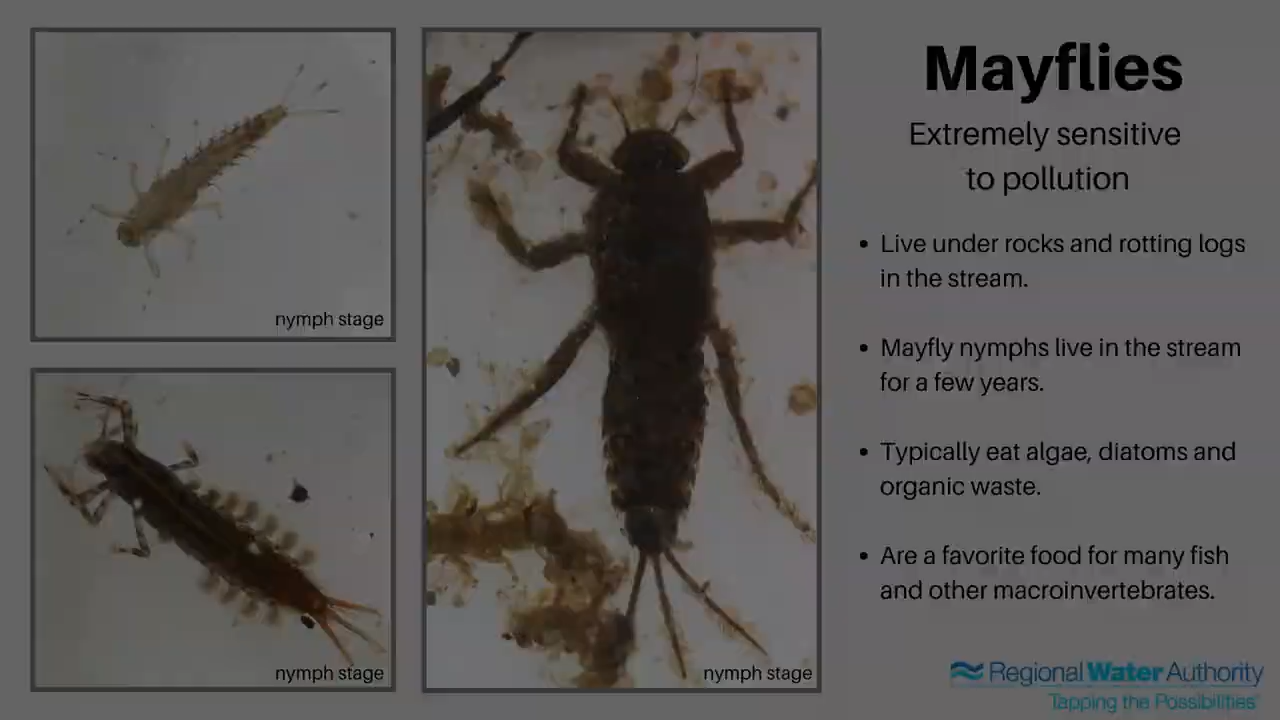 Mayflies
Extremely sensitive
to pollution
• Live under rocks and rotting logs
in the stream.
• Mayfly nymphs live in the stream
for a few years.
• Typically eat algae, diatoms and
organic waste.
• Are a favorite food for many fish
and other macroinvertebrates.
nymph stage
nymph stage
nymph stage
Regional Water Authority
Tapping the Possibilities